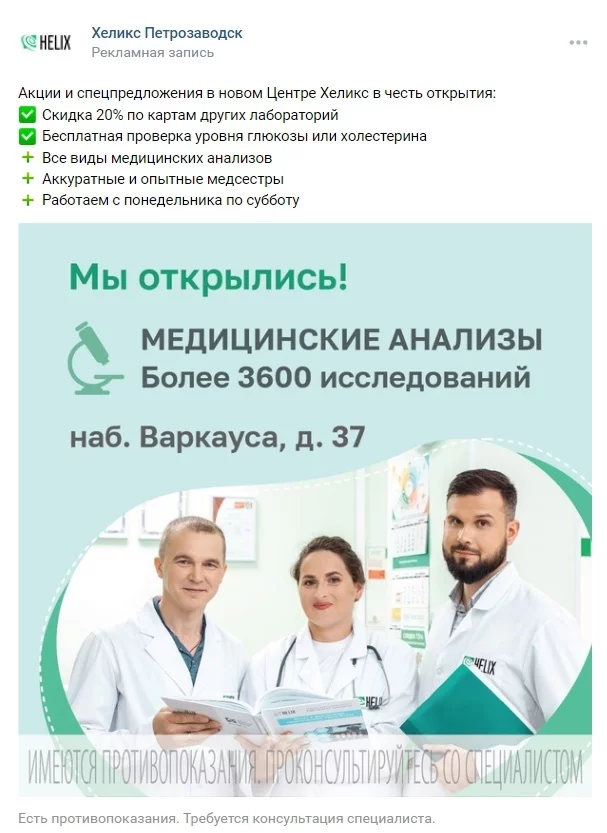 HELIX
Хеликс Петрозаводск
Рекламная запись
Акции и спецпредложения в новом Центре Хеликс в честь открытия:
✅ Скидка 20% по картам других лабораторий
✅ Бесплатная проверка уровня глюкозы или холестерина
+ Все виды медицинских анализов
+ Аккуратные и опытные медсестры
+ Работаем с понедельника по субботу
Мы открылись!
МЕДИЦИНСКИЕ АНАЛИЗЫ
Более 3600 исследований
наб. Варкауса, д. 37
HELIX
HELIX
ИМЕЮТСЯ ПРОТИВОПОКАЗАНИЯ. ПРОКОНСУЛЬТИРУЙТЕСЬ СО СПЕЦИАЛИСТОМ
Есть противопоказания. Требуется консультация специалиста.